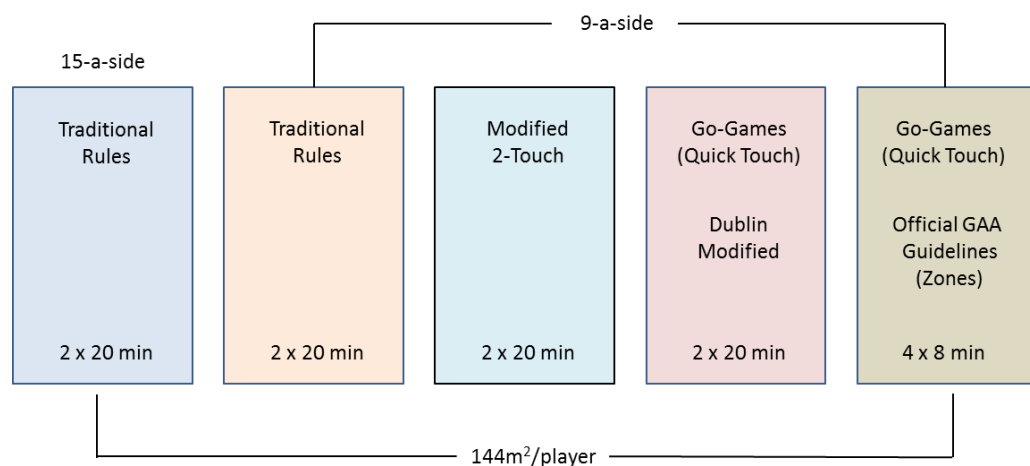 9-a-side
15-a-side
Traditional
Rules
2 x 20 min
Traditional
Rules
2 x 20 min
Modified
2-Touch
2 x 20 min
Go-Games
(Quick Touch)
Dublin
Modified
2 x 20 min
Go-Games
(Quick Touch)
Official GAA
Guidelines
(Zones)
4 x 8 min
144m²/player